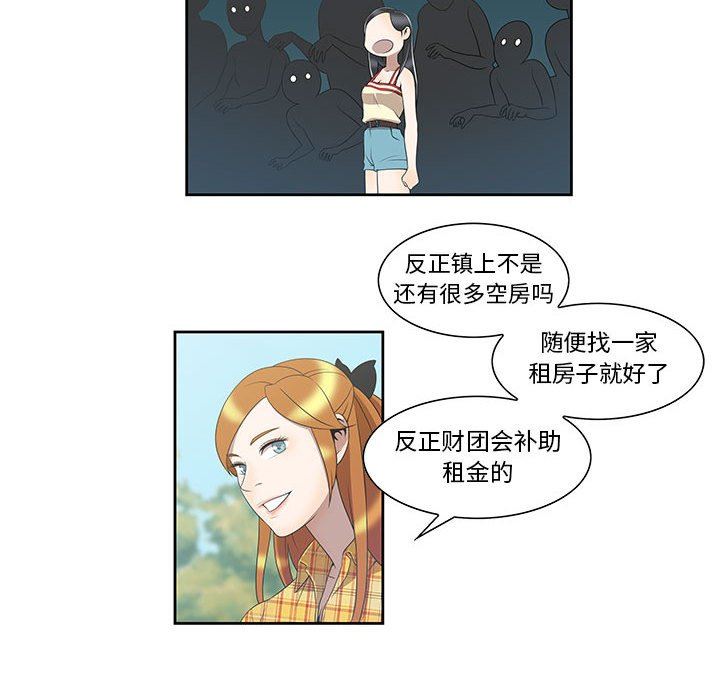 反正镇上不是
还有很多空房吗
随便找一家
租房子就好了
反正财团会补助
租金的